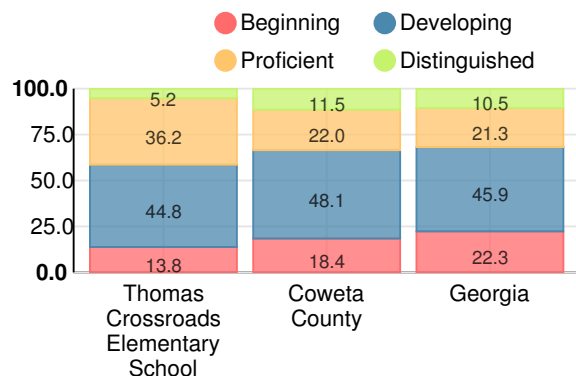 Beginning
Developing
Proficient
Distinguished
100.0
75.0
50.0
25.0
0.0
5.2
36.2
44.8
13.8
11.5
22.0
48.1
18.4
10.5
21.3
45.9
22.3
Thomas
Crossroads
Elementary
School
Coweta
County
Georgia